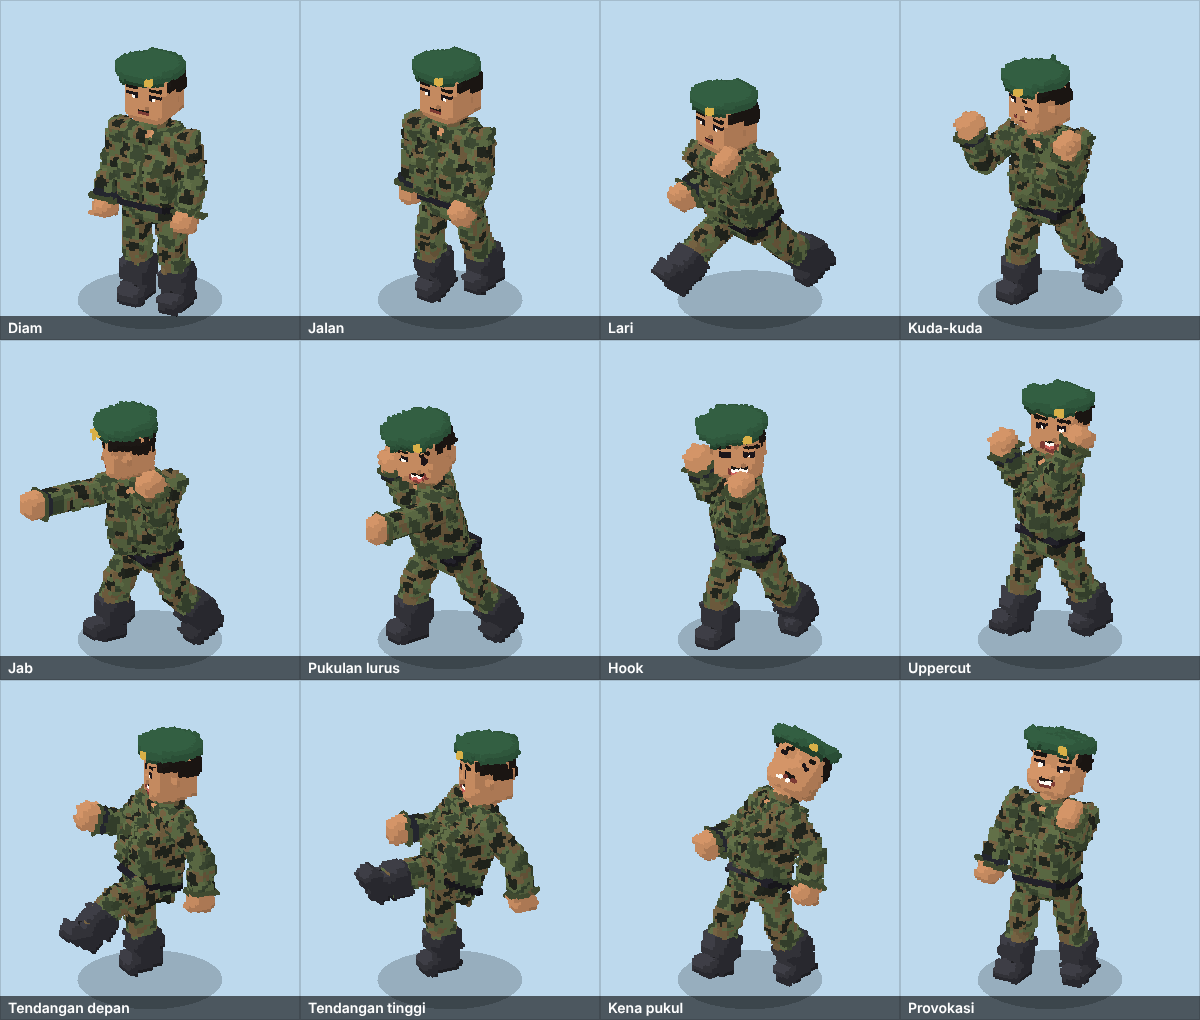 Diam
Jalan
Lari
Kuda-kuda
Jab
Pukulan lurus
Hook
Uppercut
Tendangan depan
Tendangan tinggi
Kena pukul
Provokasi